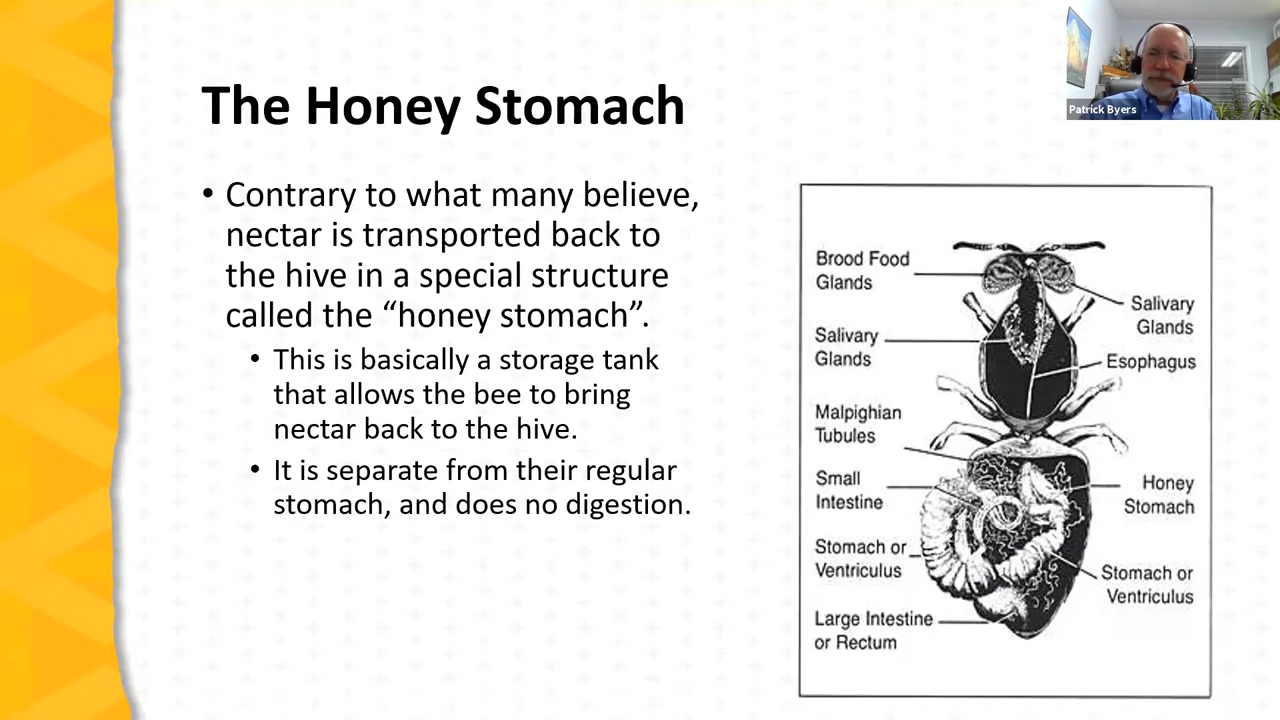 The Honey Stomach
• Contrary to what many believe,
nectar is transported back to
the hive in a special structure
called the “honey stomach”.
• This is basically a storage tank
that allows the bee to bring
nectar back to the hive.
• It is separate from their regular
stomach, and does no digestion.
Patrick Byers
Brood Food
Glands
Salivary
Glands
Malpighian
Tubules
Small
Intestine
Stomach or
Ventriculus
Large Intestine
or Rectum
Salivary
Glands
Esophagus
Honey
Stomach
Stomach or
Ventriculus